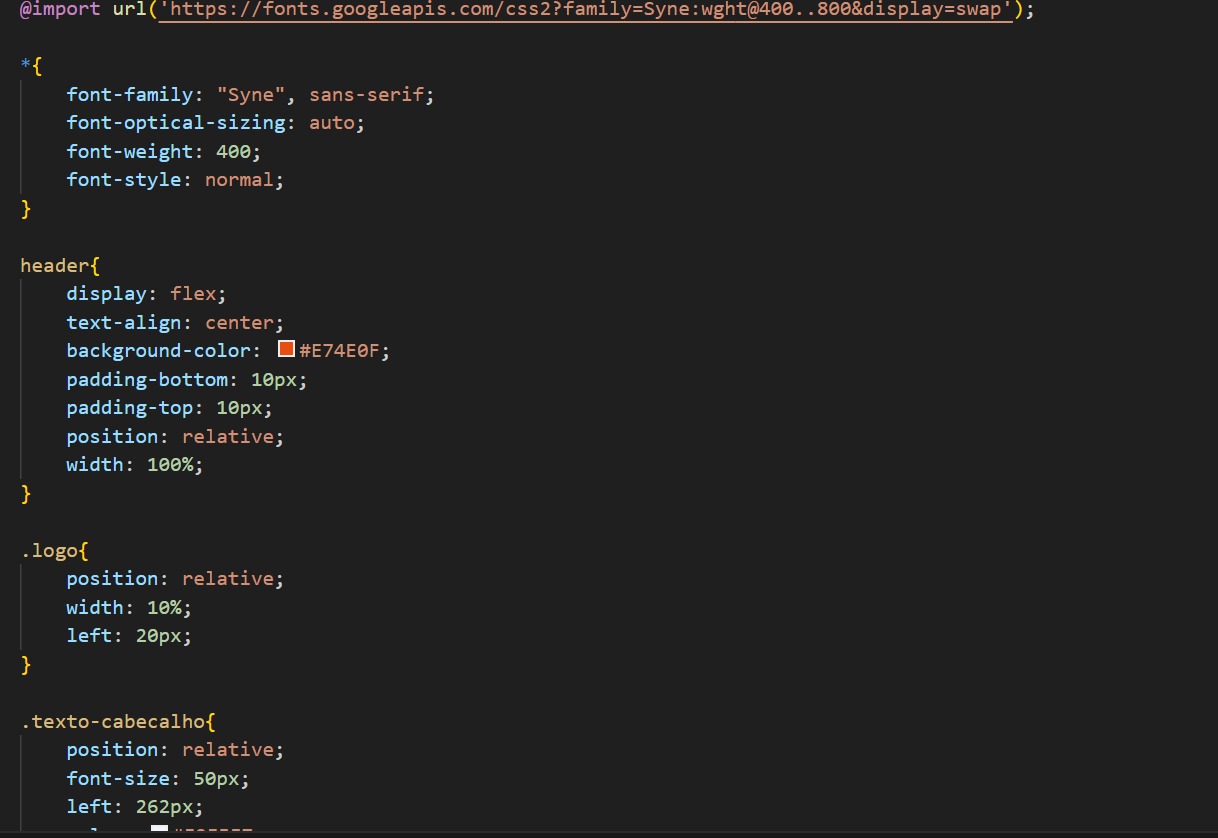 @import url('https://fonts.googleapis.com/css2?family=Syne:wght@400..800&display=swap');
*{
font-family: "Syne", sans-serif;
font-optical-sizing: auto;
font-weight: 400;
font-style: normal;
}
header{
display: flex;
text-align: center;
background-color: #E74E0F;
padding-bottom: 10px;
padding-top: 10px;
position: relative;
width: 100%;
}
.logo{
position: relative;
width: 10%;
left: 20px;
}
.texto-cabecalho{
position: relative;
font-size: 50px;
left: 262px;